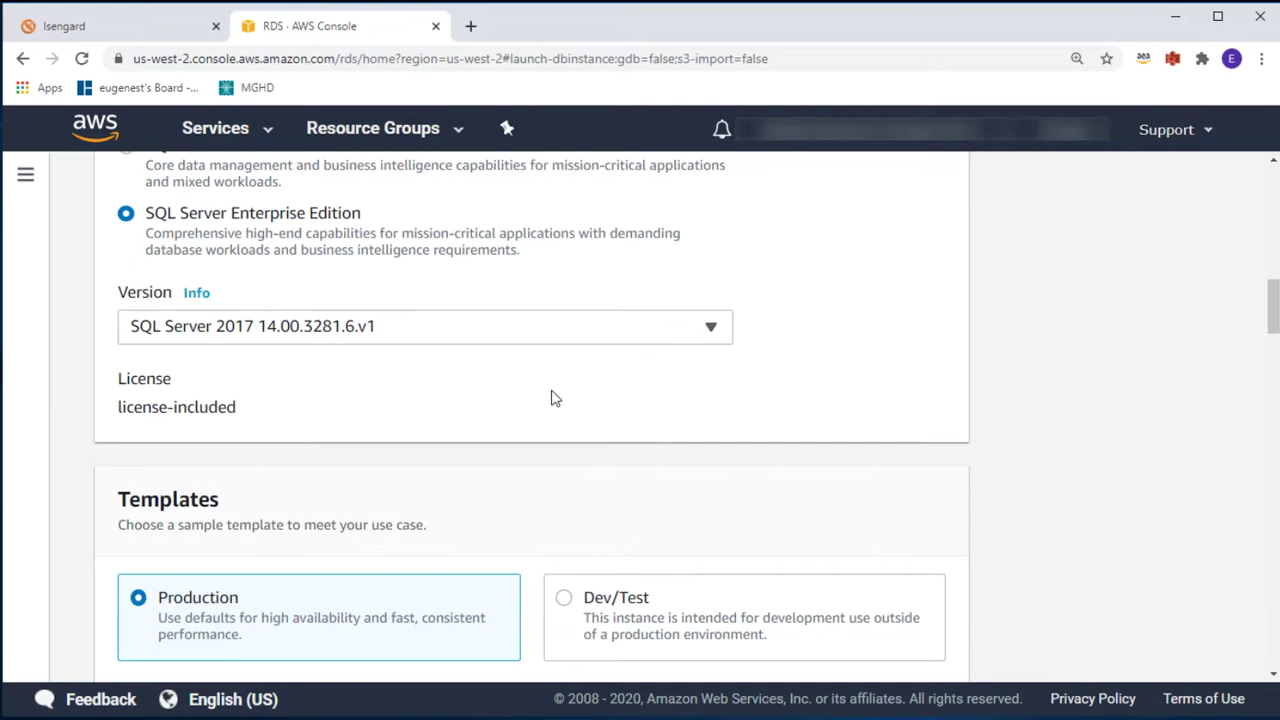 Isengard
RDS · AWS Console
us-west-2.console.aws.amazon.com/rds/home?region=us-west-2#launch-dbinstance:gdb=false;s3-import=false
Apps eugenest's Board -... MGHD
aws Services Resource Groups Support
Core data management and business intelligence capabilities for mission-critical applications
and mixed workloads.
SQL Server Enterprise Edition
Comprehensive high-end capabilities for mission-critical applications with demanding
database workloads and business intelligence requirements.
Version Info
SQL Server 2017 14.00.3281.6.v1
License
license-included
Templates
Choose a sample template to meet your use case.
Production
Use defaults for high availability and fast, consistent
performance.
Dev/Test
This instance is intended for development use outside
of a production environment.
Feedback English (US) © 2008 - 2020, Amazon Web Services, Inc. or its affiliates. All rights reserved. Privacy Policy Terms of Use